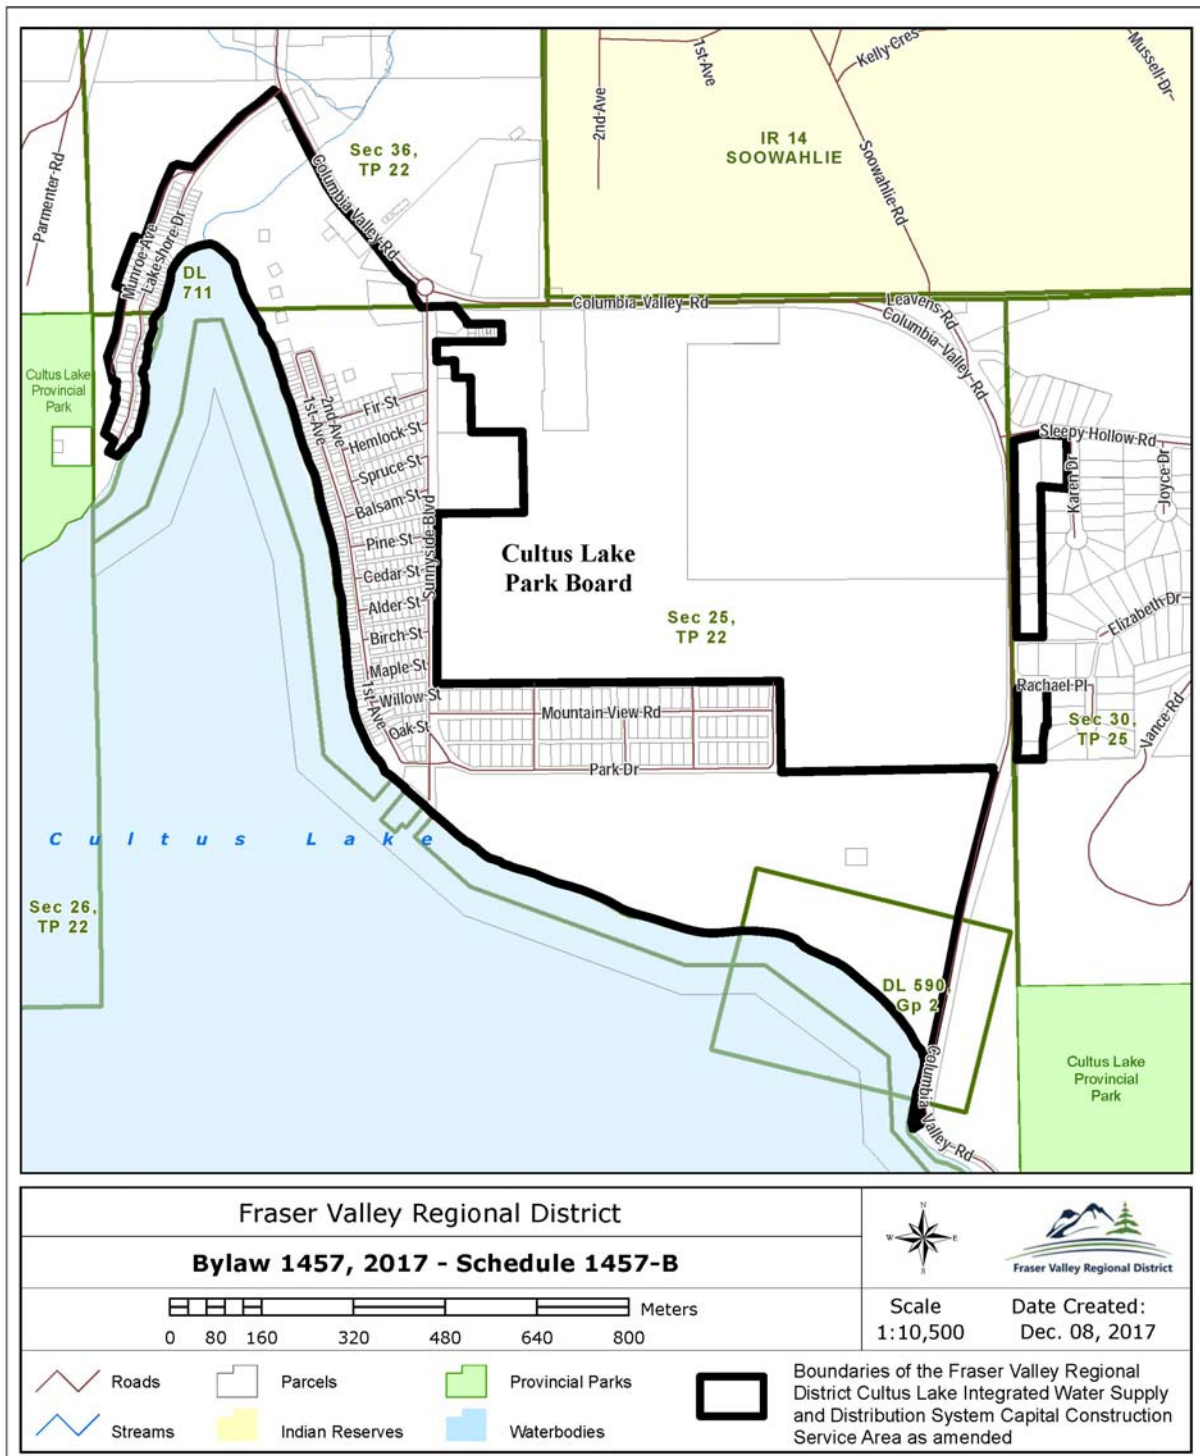 1st-Ave
Kelly-Cres
Mussell-Dr
2nd-Ave
Sec 36,
TP 22
IR 14
SOOWAHLIE
Parmenter-Rd
Columbia-Valley-Rd
Soowahlie-Rd
Munroe-Ave
Lakeshore-Dr
DL
711
Columbia-Valley-Rd
Leavens-Rd
Columbia-Valley-Rd
Cultus Lake
Provincial
Park
1st-Ave
2nd-Ave
Fir-St
Hemlock-St
Spruce-St
Balsam-St
Pine-St
Cedar-St
Alder-St
Birch-St
Maple-St
Willow-St
Oak-St
1st-Ave
Sunnyside-Blvd
Sleepy-Hollow-Rd
Karen-Dr
Joyce-Dr
Cultus Lake
Park Board
Sec 25,
TP 22
Elizabeth-Dr
Rachael-Pl
Sec 30,
TP 25
Vance-Rd
Mountain-View-Rd
Park-Dr
Cultus Lake
Sec 26,
TP 22
DL 590,
Gp 2
Columbia-Valley-Rd
Cultus Lake
Provincial
Park
Fraser Valley Regional District
Bylaw 1457, 2017 - Schedule 1457-B
Meters
0 80 160 320 480 640 800
N
W E
S
Fraser Valley Regional District
Scale
1:10,500
Date Created:
Dec. 08, 2017
Roads
Parcels
Provincial Parks
Streams
Indian Reserves
Waterbodies
Boundaries of the Fraser Valley Regional
District Cultus Lake Integrated Water Supply
and Distribution System Capital Construction
Service Area as amended